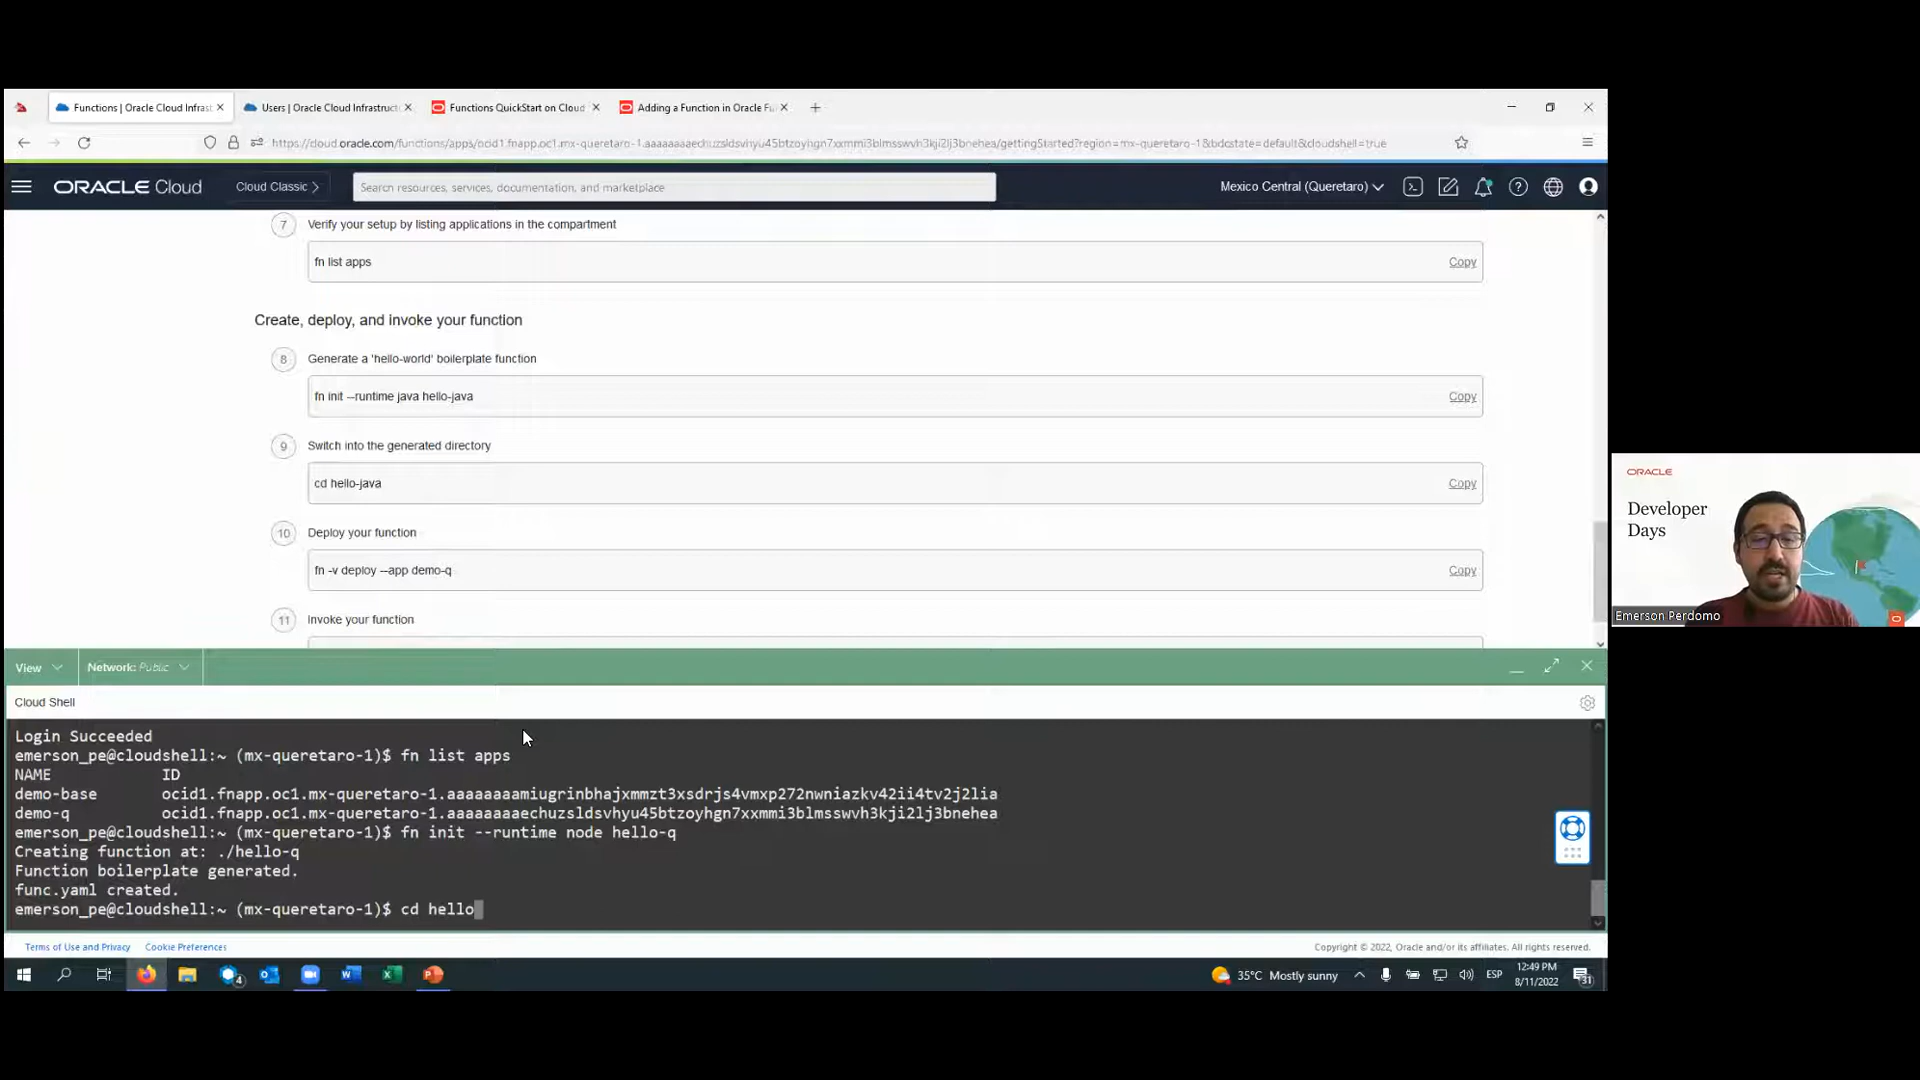 Functions | Oracle Cloud Infrast
Users | Oracle Cloud Infrastruct
Functions QuickStart on Cloud
Adding a Function in Oracle Fu
ORACLE Cloud
Cloud Classic
Search resources, services, documentation, and marketplace
Mexico Central (Queretaro)
7
Verify your setup by listing applications in the compartment
fn list apps
Copy
Create, deploy, and invoke your function
8
Generate a 'hello-world' boilerplate function
fn init --runtime java hello-java
Copy
9
Switch into the generated directory
cd hello-java
Copy
10
Deploy your function
fn -v deploy --app demo-q
Copy
11
Invoke your function
View
Network: Public
Cloud Shell
Login Succeeded
emerson_pe@cloudshell:~ (mx-queretaro-1)$ fn list apps
NAME ID
demo-base ocid1.fnapp.oc1.mx-queretaro-1.aaaaaaaamiugrinbhajxmmzt3xsdrjs4vmxp272nwniazkv42ii4tv2j2lia
demo-q ocid1.fnapp.oc1.mx-queretaro-1.aaaaaaaaechuzsldsvhyu45btzoyhgn7xxmmi3blmsswvh3kji2lj3bnehea
emerson_pe@cloudshell:~ (mx-queretaro-1)$ fn init --runtime node hello-q
Creating function at: ./hello-q
Function boilerplate generated.
func.yaml created.
emerson_pe@cloudshell:~ (mx-queretaro-1)$ cd hello
Terms of Use and Privacy
Cookie Preferences
Copyright © 2022, Oracle and/or its affiliates. All rights reserved.
4
35°C Mostly sunny
ESP
12:49 PM
8/11/2022
31
ORACLE
Developer
Days
Emerson Perdomo